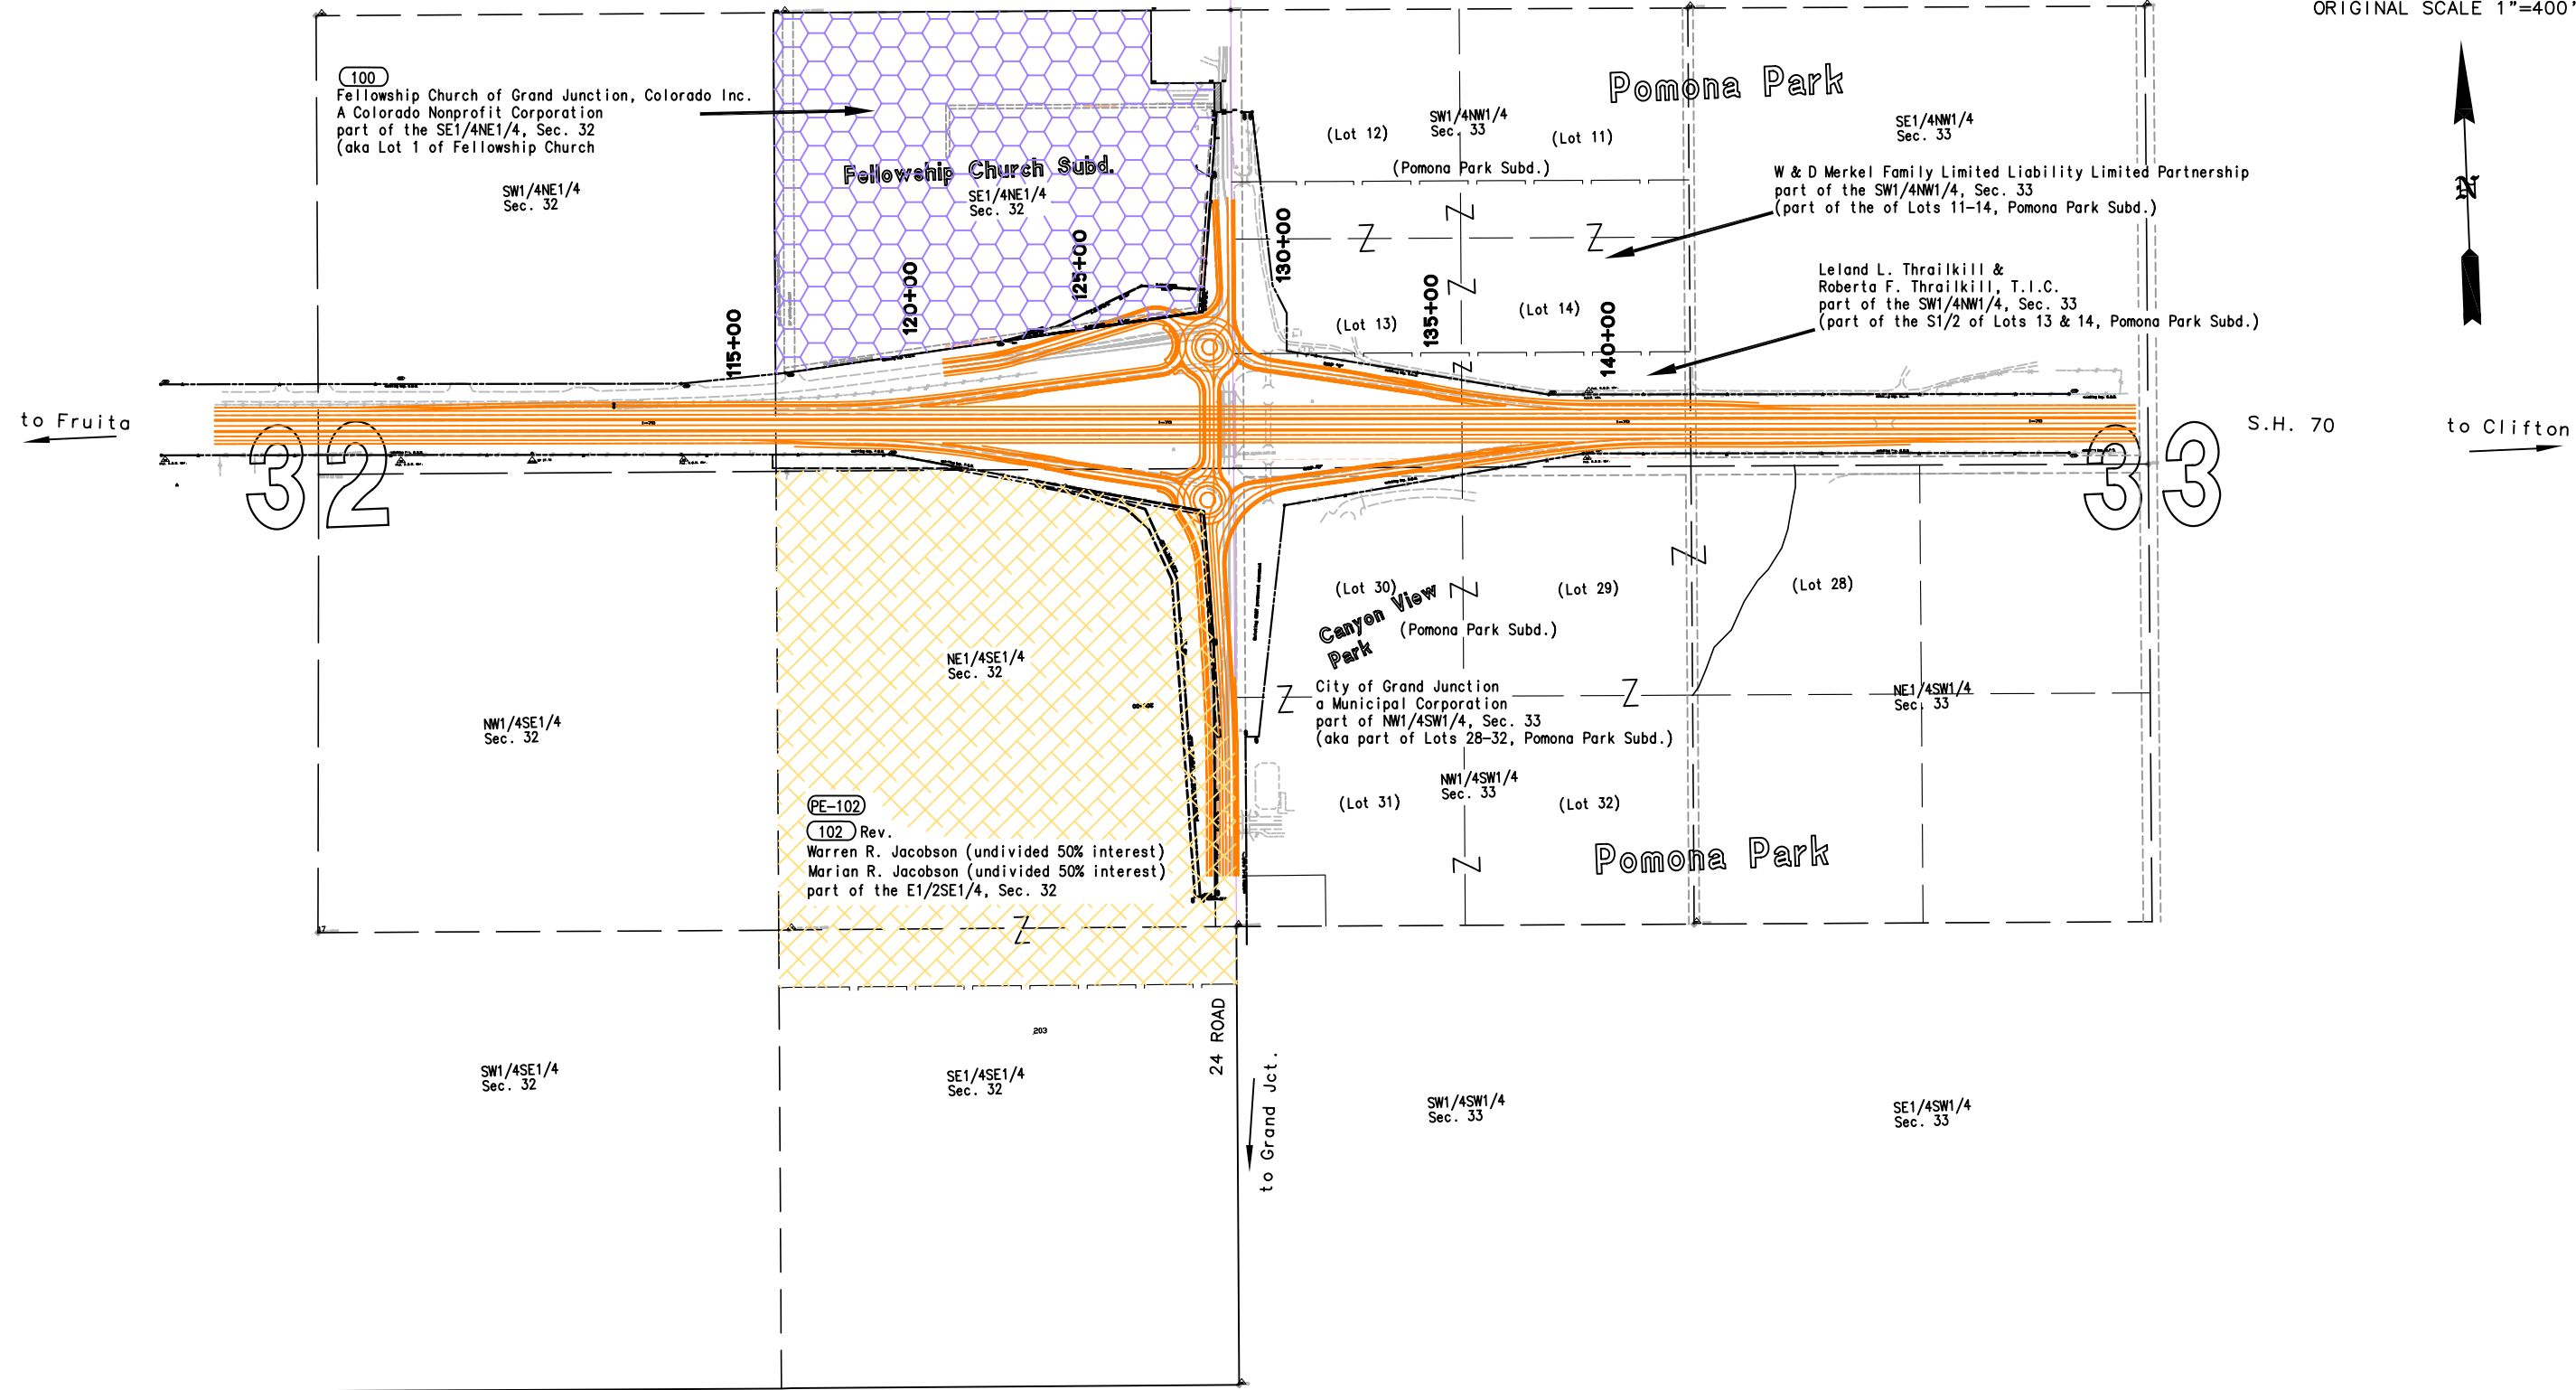 ORIGINAL SCALE 1"=400'
100
Fellowship Church of Grand Junction, Colorado Inc.
A Colorado Nonprofit Corporation
part of the SE1/4NE1/4, Sec. 32
(aka Lot 1 of Fellowship Church
SW1/4NE1/4
Sec. 32
Fellowship Church Subd.
SE1/4NE1/4
Sec. 32
Pomona Park
(Lot 12)
SW1/4NW1/4
Sec. 33
(Lot 11)
(Pomona Park Subd.)
SE1/4NW1/4
Sec. 33
W & D Merkel Family Limited Liability Limited Partnership
part of the SW1/4NW1/4, Sec. 33
(part of the of Lots 11-14, Pomona Park Subd.)
N
Leland L. Thrailkill &
Roberta F. Thrailkill, T.I.C.
part of the SW1/4NW1/4, Sec. 33
(part of the S1/2 of Lots 13 & 14, Pomona Park Subd.)
(Lot 13)
(Lot 14)
115+00
120+00
125+00
130+00
135+00
140+00
to Fruita
I-70
I-70
I-70
I-70
S.H. 70
to Clifton
32
33
(Lot 30)
(Lot 29)
(Lot 28)
Canyon View
Park
(Pomona Park Subd.)
NE1/4SE1/4
Sec. 32
City of Grand Junction
a Municipal Corporation
part of NW1/4SW1/4, Sec. 33
(aka part of Lots 28-32, Pomona Park Subd.)
NE1/4SW1/4
Sec. 33
NW1/4SE1/4
Sec. 32
NW1/4SW1/4
Sec. 33
(Lot 31)
(Lot 32)
PE-102
102 Rev.
Warren R. Jacobson (undivided 50% interest)
Marian R. Jacobson (undivided 50% interest)
part of the E1/2SE1/4, Sec. 32
Pomona Park
203
24 ROAD
to Grand Jct.
SW1/4SE1/4
Sec. 32
SE1/4SE1/4
Sec. 32
SW1/4SW1/4
Sec. 33
SE1/4SW1/4
Sec. 33